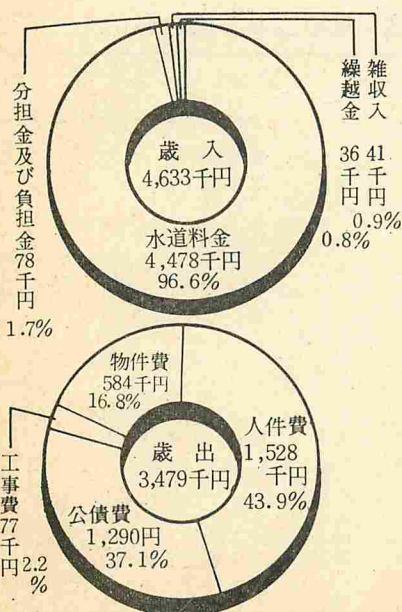 分担金及び負担金78千円
1.7%
雑収入 41千円
0.9%
繰越金 36千円
0.8%
歳入
4,633千円
水道料金
4,478千円
96.6%
物件費
584千円
16.8%
人件費
1,528
千円
43.9%
歳出
3,479千円
公債費
1,290円
37.1%
工事費77千円
2.2
%